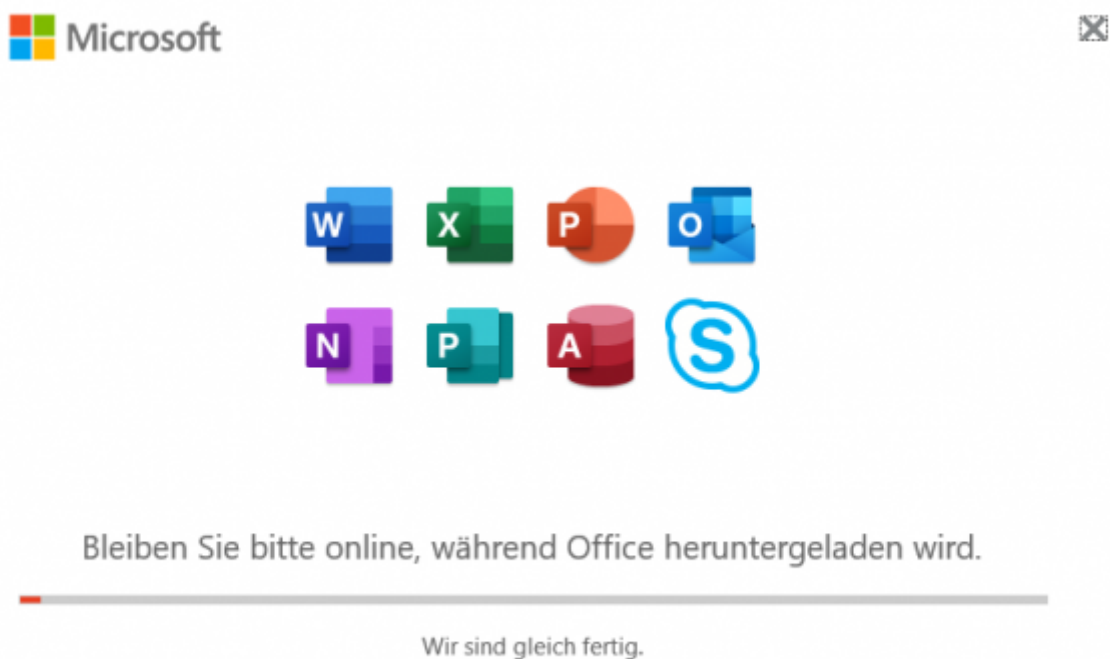 Microsoft
W X P O
N P A S
Bleiben Sie bitte online, während Office heruntergeladen wird.
Wir sind gleich fertig.